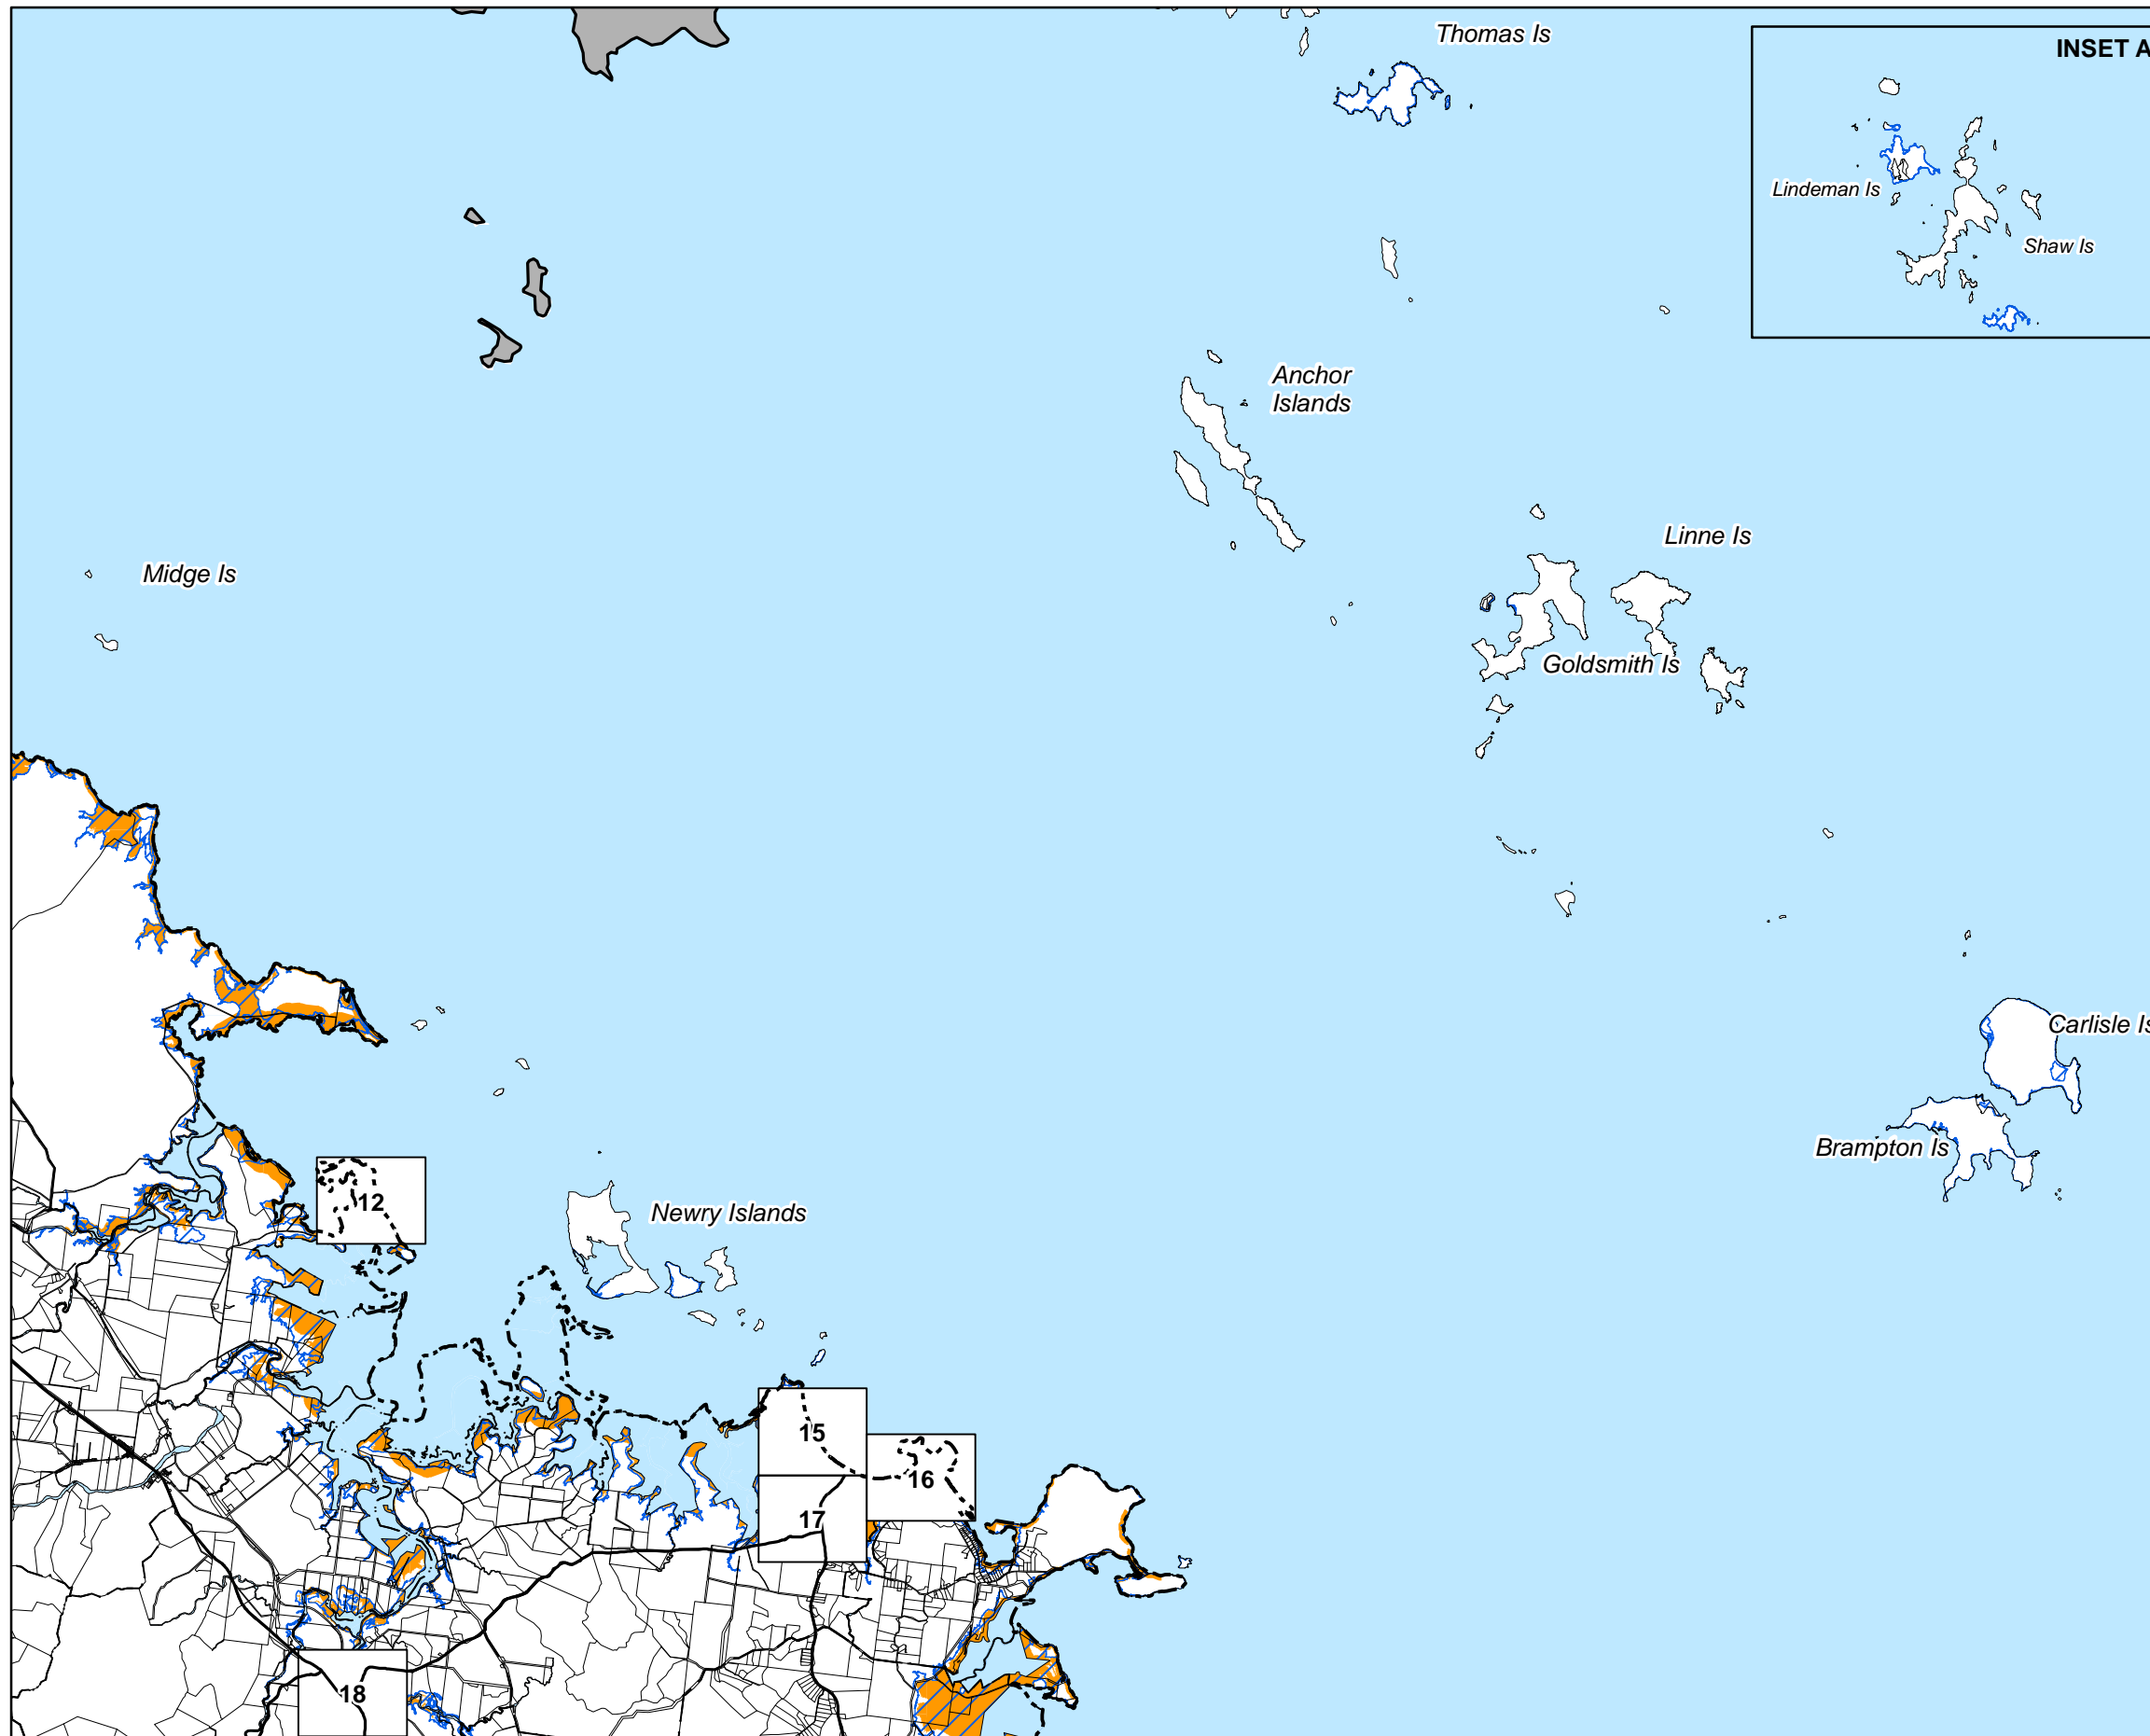 Thomas Is
INSET A
Lindeman Is
Shaw Is
Anchor
Islands
Linne Is
Midge Is
Goldsmith Is
Carlisle Is
Brampton Is
12
Newry Islands
15
16
17
18